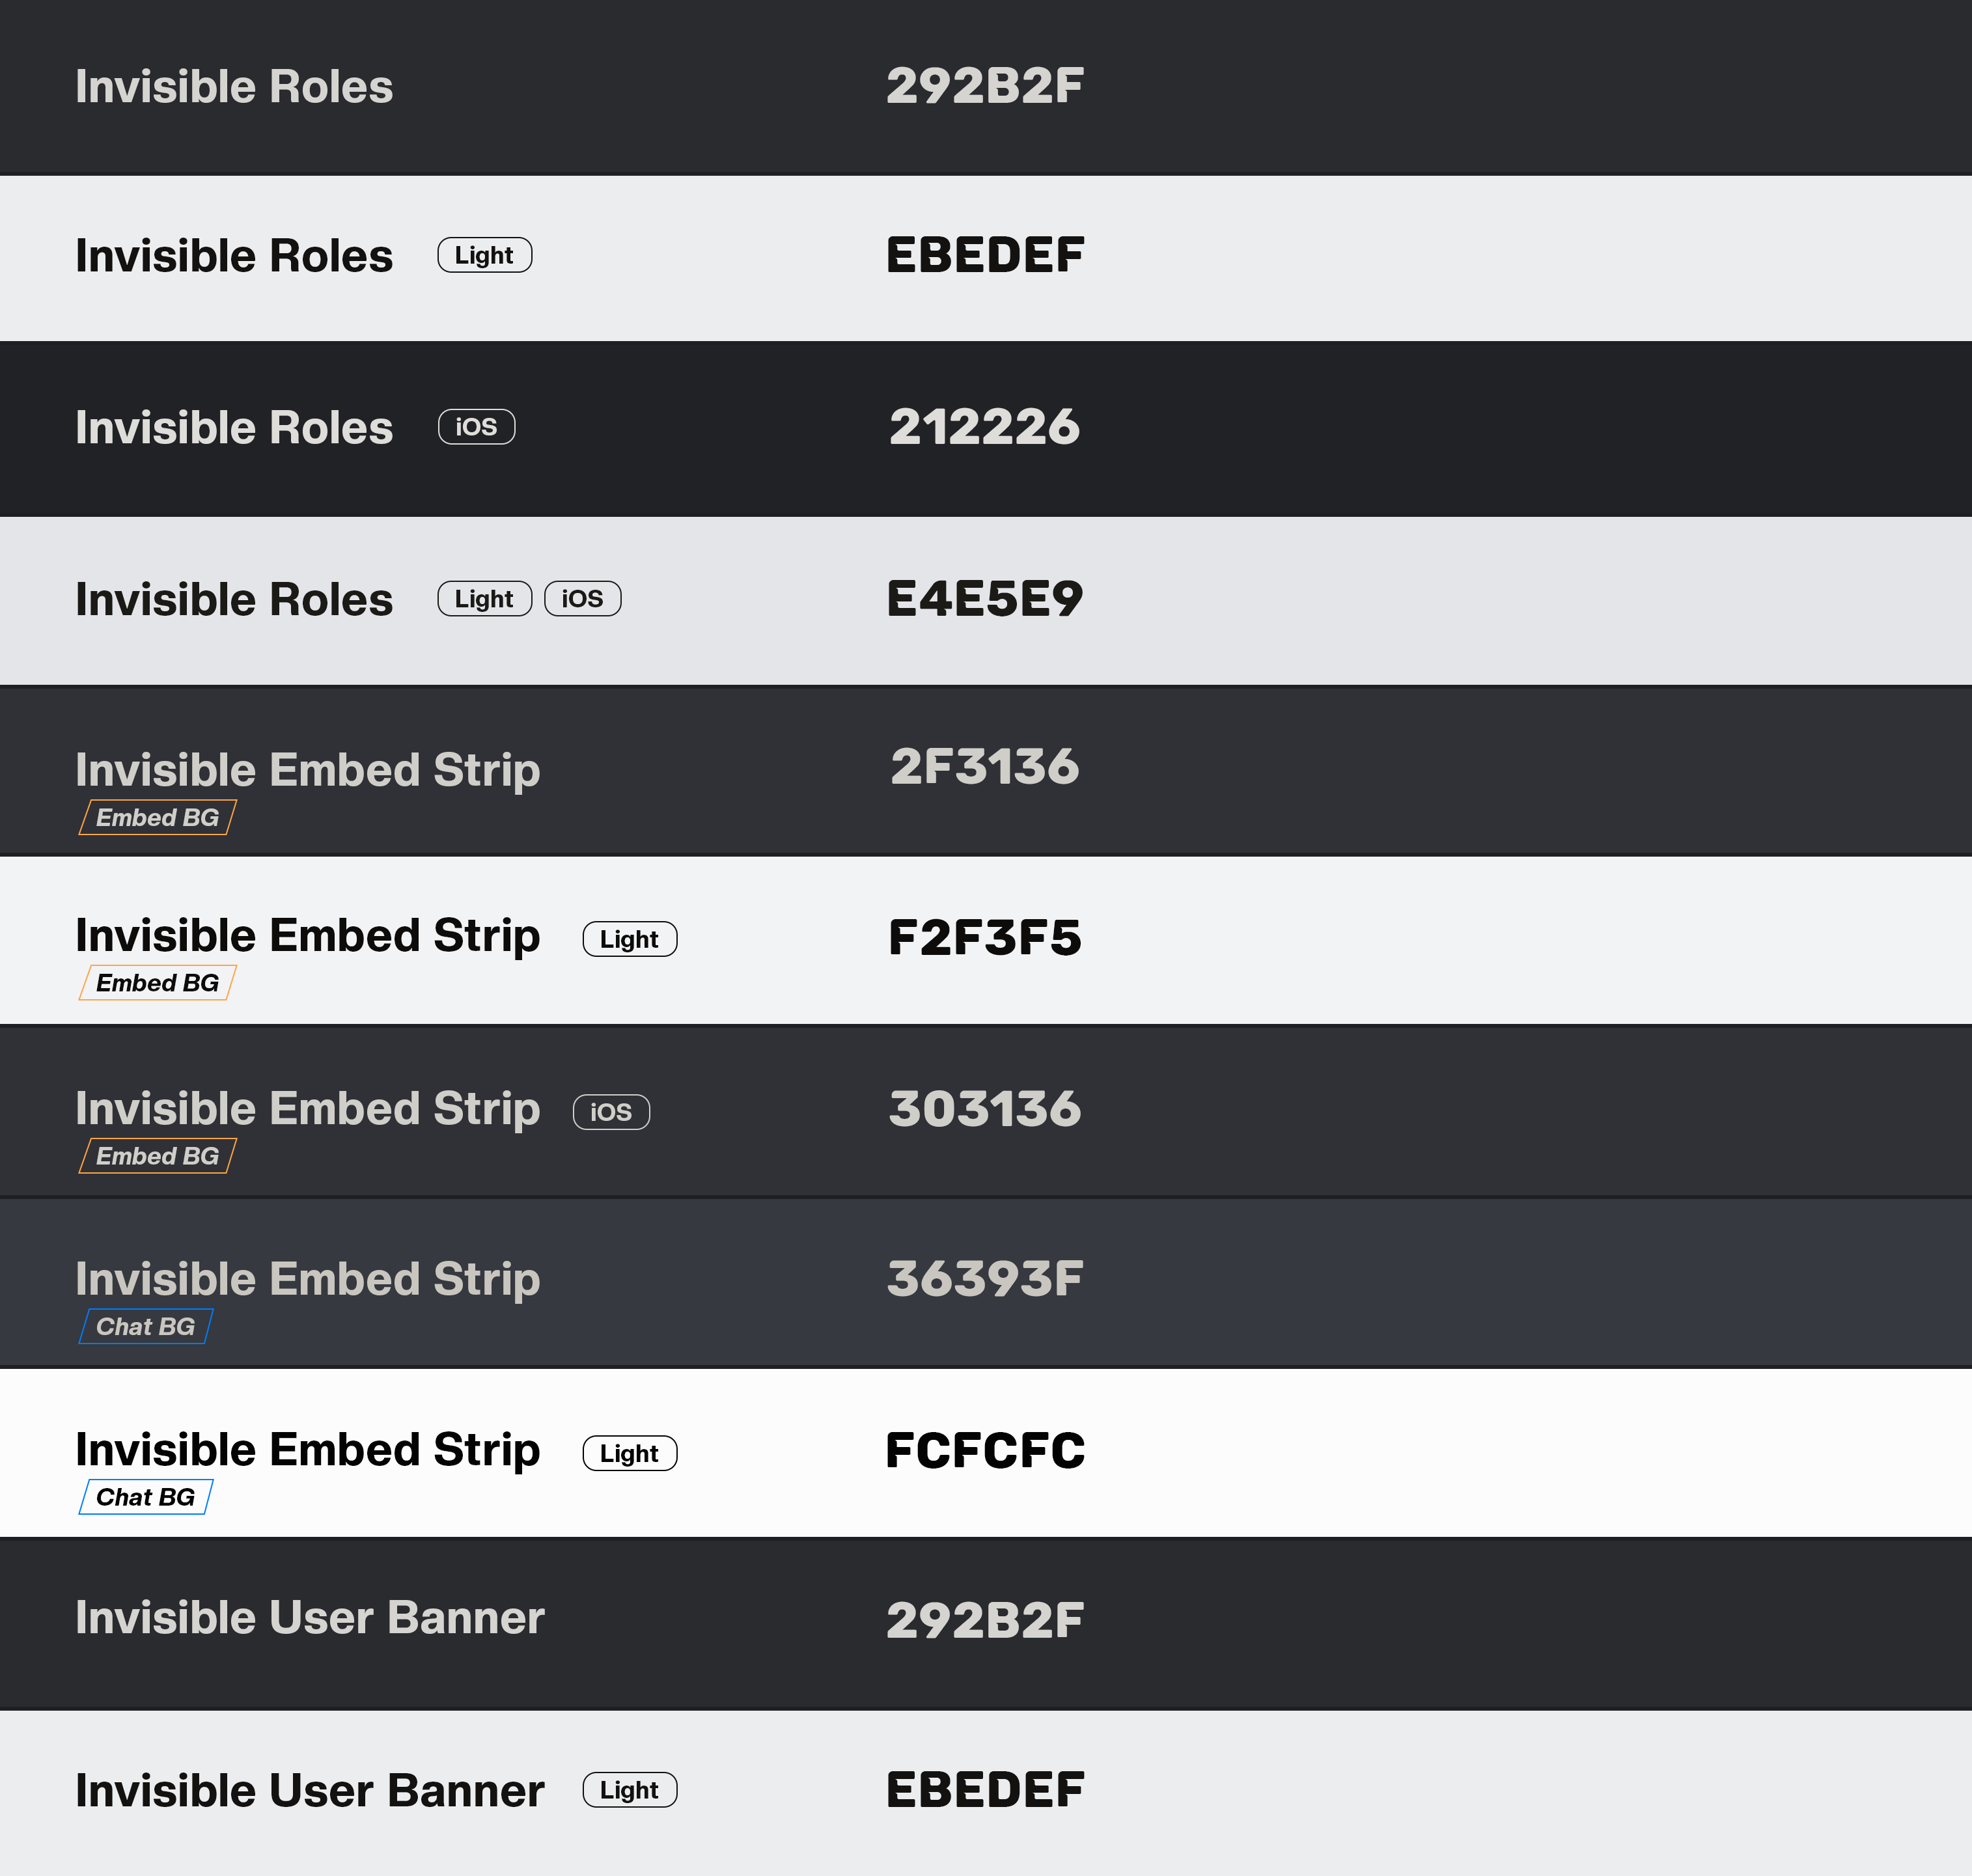 Invisible Roles 292B2F
Invisible Roles Light EBEDEF
Invisible Roles iOS 212226
Invisible Roles Light iOS E4E5E9
Invisible Embed Strip 2F3136
Embed BG
Invisible Embed Strip Light F2F3F5
Embed BG
Invisible Embed Strip iOS 303136
Embed BG
Invisible Embed Strip 36393F
Chat BG
Invisible Embed Strip Light FCFCFC
Chat BG
Invisible User Banner 292B2F
Invisible User Banner Light EBEDEF